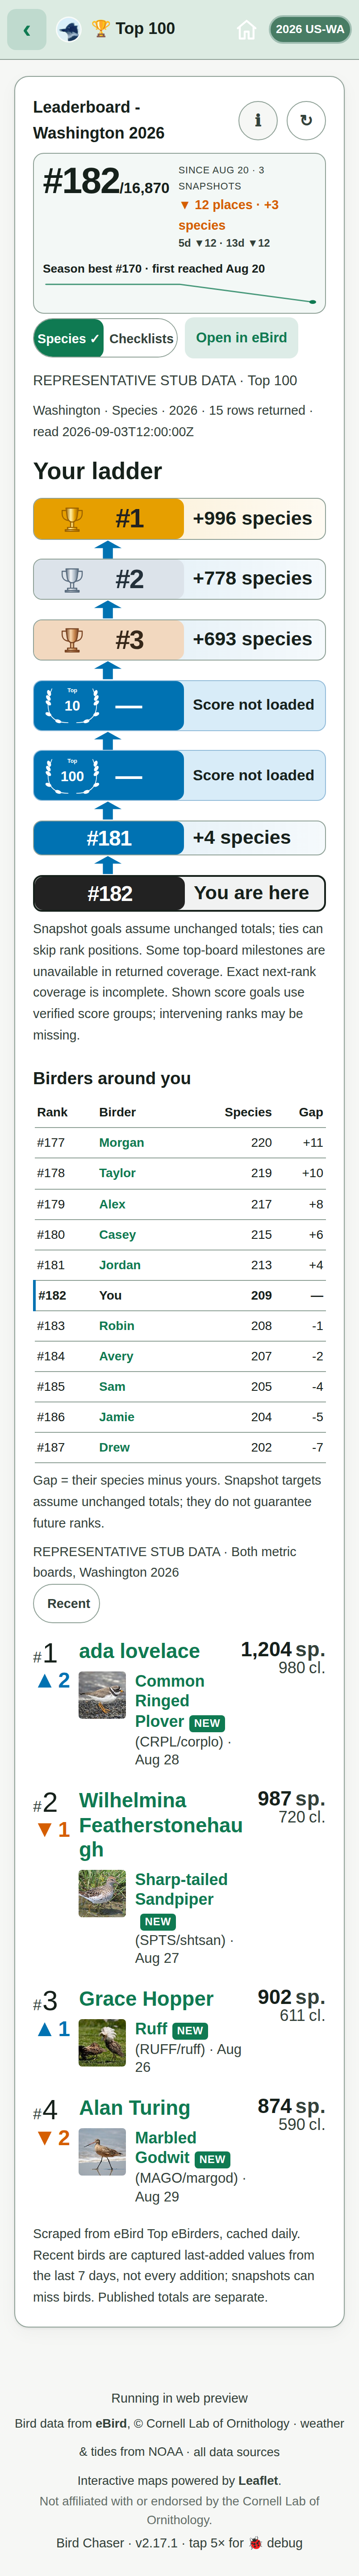 ‹ 🏆 Top 100 2026 US-WA
Leaderboard -
Washington 2026
ℹ ↻
#182/16,870
SINCE AUG 20 · 3
SNAPSHOTS
▼ 12 places · +3
species
5d ▼12 · 13d ▼12
Season best #170 · first reached Aug 20
Species ✓ Checklists Open in eBird
REPRESENTATIVE STUB DATA · Top 100
Washington · Species · 2026 · 15 rows returned ·
read 2026-09-03T12:00:00Z
Your ladder
#1 +996 species
#2 +778 species
#3 +693 species
Top
10 — Score not loaded
Top
100 — Score not loaded
#181 +4 species
#182 You are here
Snapshot goals assume unchanged totals; ties can
skip rank positions. Some top-board milestones are
unavailable in returned coverage. Exact next-rank
coverage is incomplete. Shown score goals use
verified score groups; intervening ranks may be
missing.
Birders around you
Rank Birder Species Gap
#177 Morgan 220 +11
#178 Taylor 219 +10
#179 Alex 217 +8
#180 Casey 215 +6
#181 Jordan 213 +4
#182 You 209 —
#183 Robin 208 -1
#184 Avery 207 -2
#185 Sam 205 -4
#186 Jamie 204 -5
#187 Drew 202 -7
Gap = their species minus yours. Snapshot targets
assume unchanged totals; they do not guarantee
future ranks.
REPRESENTATIVE STUB DATA · Both metric
boards, Washington 2026
Recent
#1 ada lovelace 1,204 sp.
▲ 2 980 cl.
Common
Ringed
Plover NEW
(CRPL/corplo) ·
Aug 28
#2 Wilhelmina 987 sp.
▼ 1 Featherstonehau 720 cl.
gh
Sharp-tailed
Sandpiper
NEW
(SPTS/shtsan) ·
Aug 27
#3 Grace Hopper 902 sp.
▲ 1 611 cl.
Ruff NEW
(RUFF/ruff) · Aug
26
#4 Alan Turing 874 sp.
▼ 2 590 cl.
Marbled
Godwit NEW
(MAGO/margod) ·
Aug 29
Scraped from eBird Top eBirders, cached daily.
Recent birds are captured last-added values from
the last 7 days, not every addition; snapshots can
miss birds. Published totals are separate.
Running in web preview
Bird data from eBird, © Cornell Lab of Ornithology · weather
& tides from NOAA · all data sources
Interactive maps powered by Leaflet.
Not affiliated with or endorsed by the Cornell Lab of
Ornithology.
Bird Chaser · v2.17.1 · tap 5× for 🐞 debug